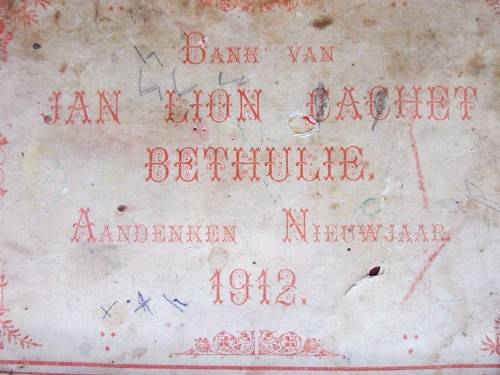 Bank van
JAN LION CACHET
BETHULIE.
Aandenken Nieuwjaar
1912.